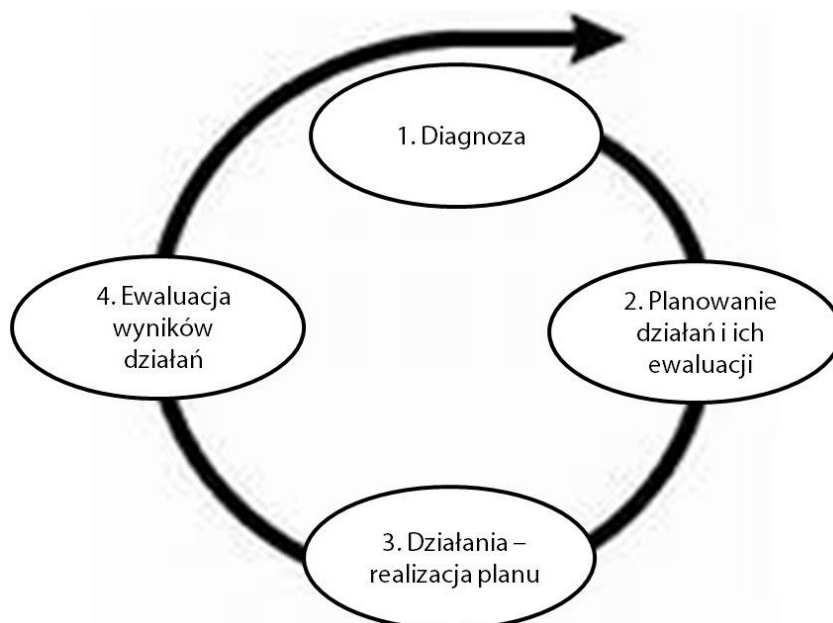 1. Diagnoza
2. Planowanie
działań i ich
ewaluacji
3. Działania –
realizacja planu
4. Ewaluacja
wyników
działań